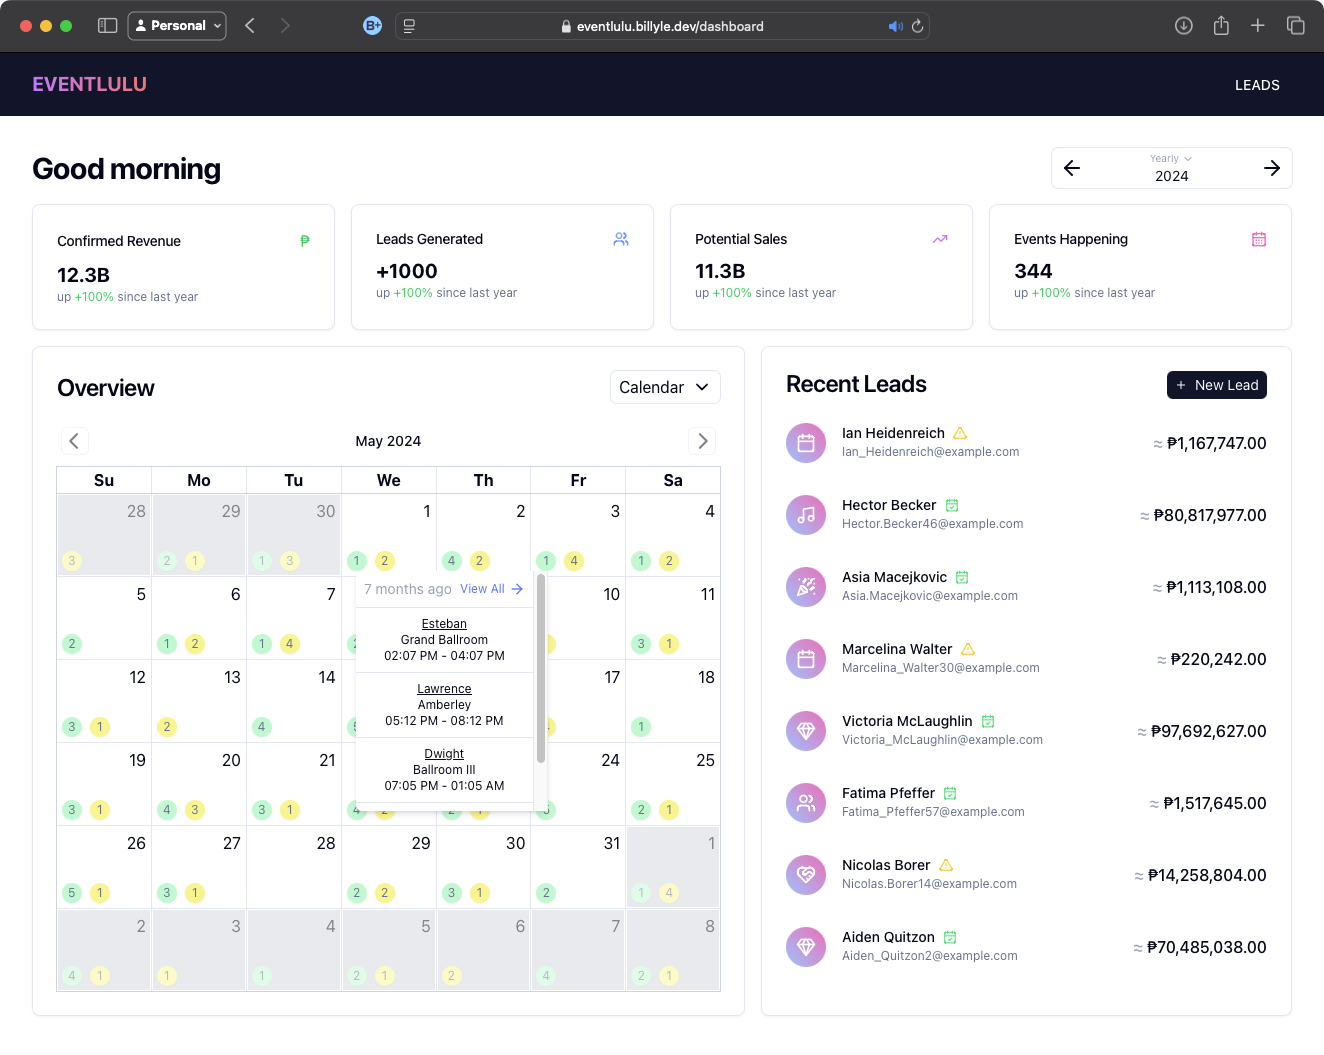 Personal
B+
eventlulu.billyle.dev/dashboard
EVENTLULU
LEADS
Good morning
Yearly
2024
Confirmed Revenue
₱
12.3B
up +100% since last year
Leads Generated
+1000
up +100% since last year
Potential Sales
11.3B
up +100% since last year
Events Happening
344
up +100% since last year
Overview
Calendar
May 2024
Su Mo Tu We Th Fr Sa
28 29 30 1 2 3 4
3 2 1 1 3 1 2 4 2 1 4 1 2
5 6 7 10 11
2 1 2 1 4 3 1
7 months ago View All →
Esteban
Grand Ballroom
02:07 PM - 04:07 PM
Lawrence
Amberley
05:12 PM - 08:12 PM
Dwight
Ballroom III
07:05 PM - 01:05 AM
12 13 14 17 18
3 1 2 4 1
19 20 21 24 25
3 1 4 3 3 1 2 1
26 27 28 29 30 31 1
5 1 3 1 2 2 3 1 2 1 4
2 3 4 5 6 7 8
4 1 1 1 2 1 2 4 2 1
Recent Leads
+ New Lead
Ian Heidenreich
Ian_Heidenreich@example.com
≈ ₱1,167,747.00
Hector Becker
Hector.Becker46@example.com
≈ ₱80,817,977.00
Asia Macejkovic
Asia.Macejkovic@example.com
≈ ₱1,113,108.00
Marcelina Walter
Marcelina_Walter30@example.com
≈ ₱220,242.00
Victoria McLaughlin
Victoria_McLaughlin@example.com
≈ ₱97,692,627.00
Fatima Pfeffer
Fatima_Pfeffer57@example.com
≈ ₱1,517,645.00
Nicolas Borer
Nicolas.Borer14@example.com
≈ ₱14,258,804.00
Aiden Quitzon
Aiden_Quitzon2@example.com
≈ ₱70,485,038.00